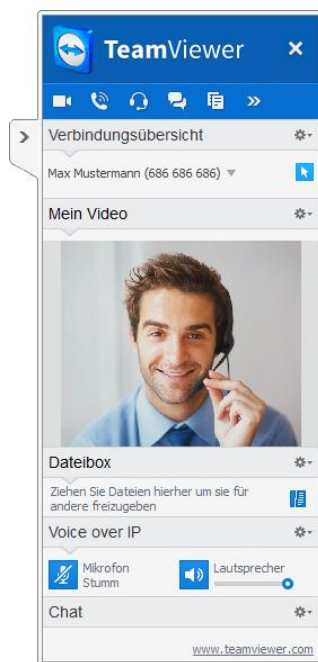 TeamViewer
Verbindungsübersicht
Max Mustermann (686 686 686)
Mein Video
Dateibox
Ziehen Sie Dateien hierher um sie für
andere freizugeben
Voice over IP
Mikrofon Lautsprecher
Stumm
Chat
www.teamviewer.com